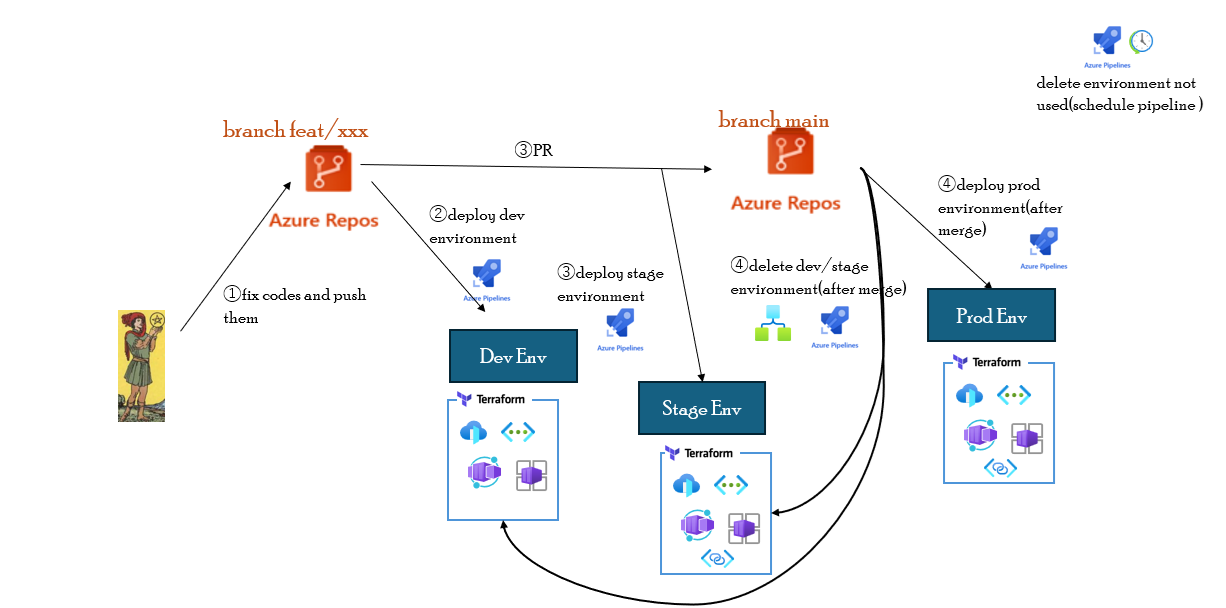 Azure Pipelines
delete environment not
used(schedule pipeline )
branch feat/xxx
branch main
③PR
Azure Repos
Azure Repos
②deploy dev
environment
④deploy prod
environment(after
merge)
Azure Pipelines
①fix codes and push
them
Azure Pipelines
③deploy stage
environment
Azure Pipelines
④delete dev/stage
environment(after merge)
Azure Pipelines
Dev Env
Terraform
Stage Env
Terraform
Prod Env
Terraform